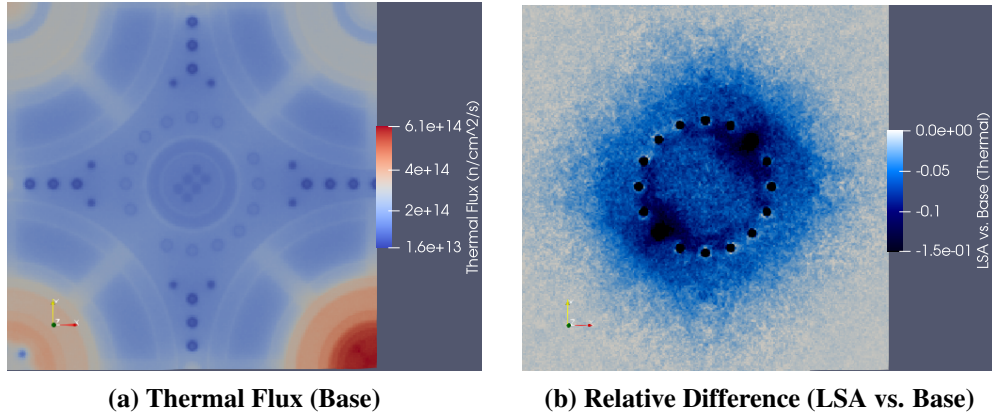 6.1e+14
4e+14
2e+14
1.6e+13
Thermal Flux (n/cm^2/s)
0.0e+00
-0.05
-0.1
-1.5e-01
LSA vs. Base (Thermal)
(a) Thermal Flux (Base)
(b) Relative Difference (LSA vs. Base)